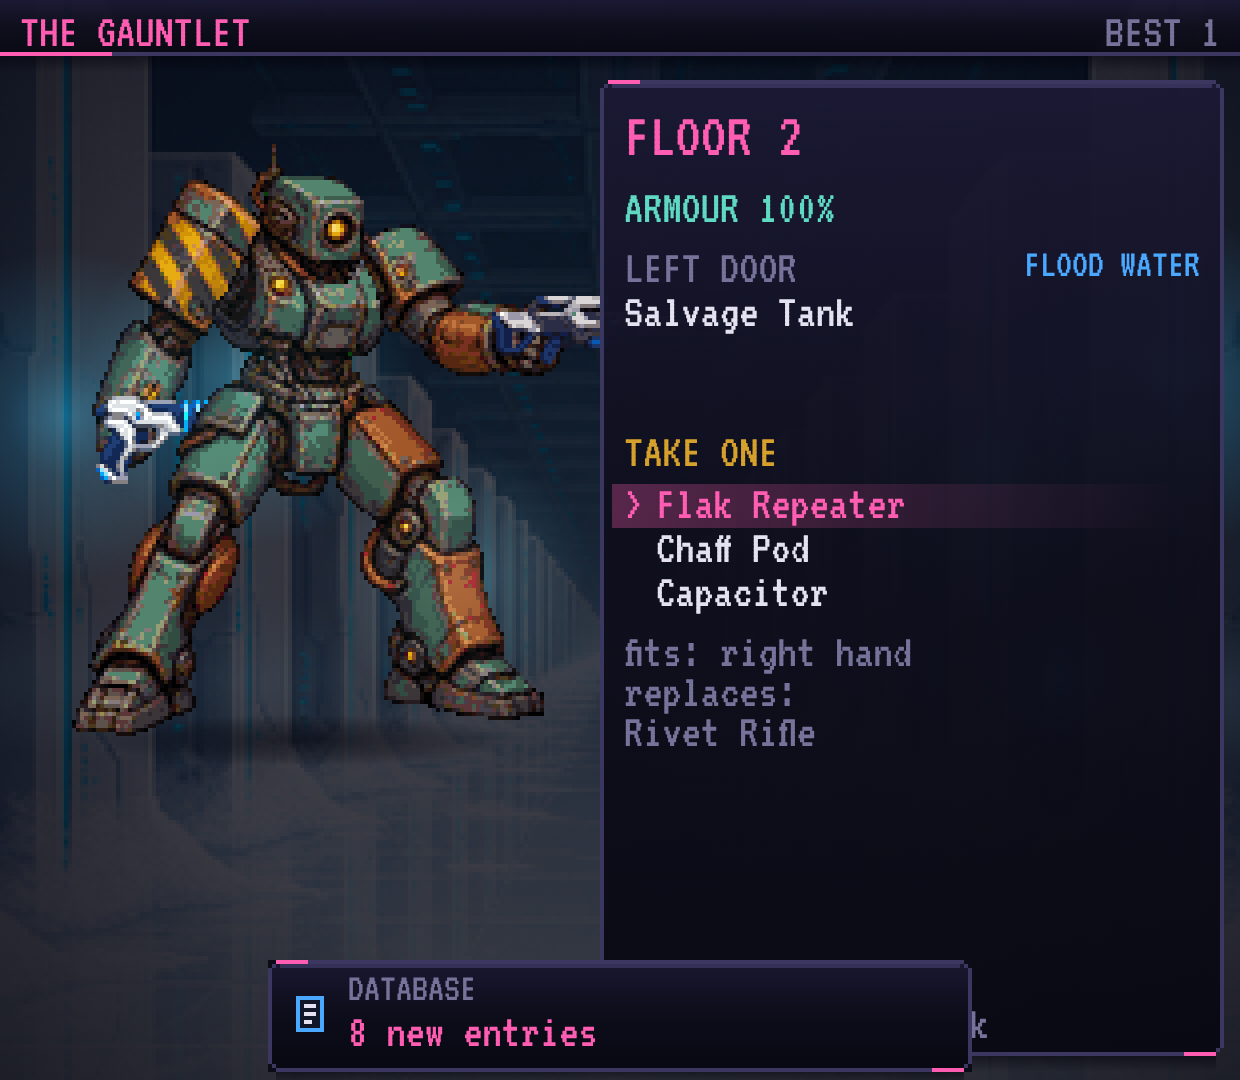 THE GAUNTLET
BEST 1
FLOOR 2
ARMOUR 100%
LEFT DOOR
FLOOD WATER
Salvage Tank
TAKE ONE
> Flak Repeater
Chaff Pod
Capacitor
fits: right hand
replaces:
Rivet Rifle
DATABASE
8 new entries